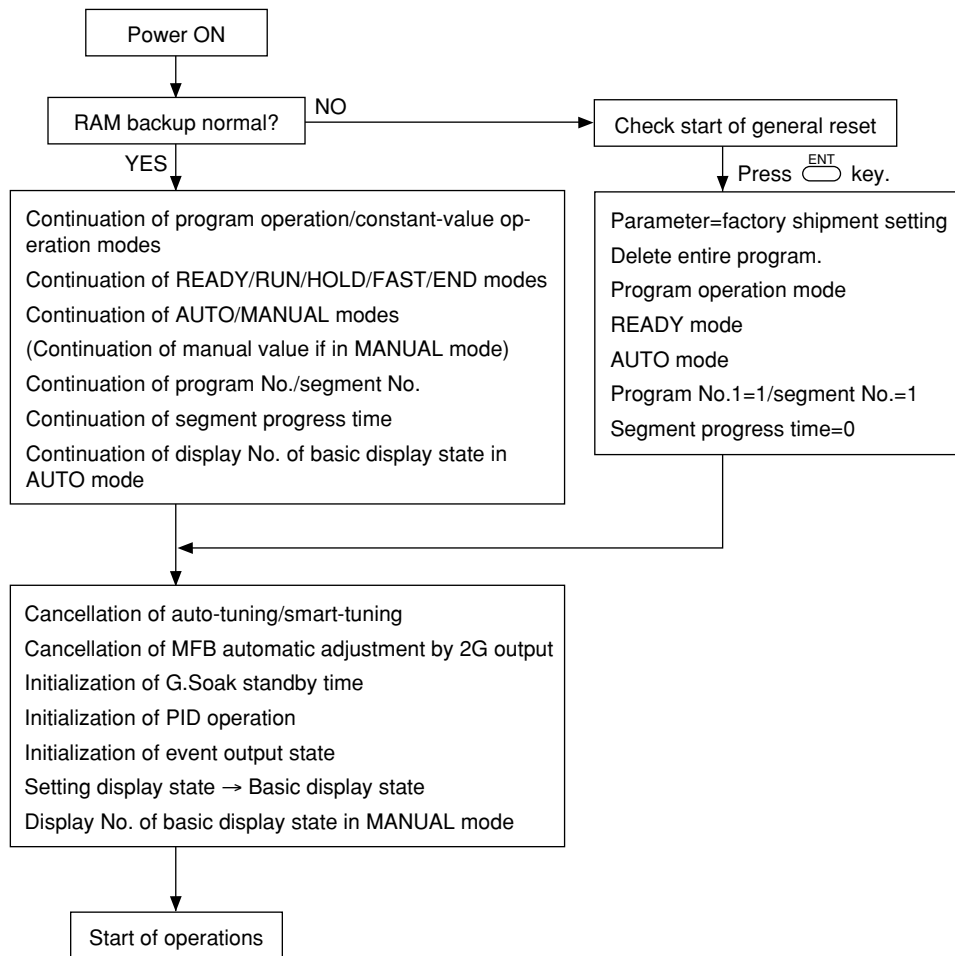 Power ON
RAM backup normal?
NO
Check start of general reset
YES
Press ENT key.
Continuation of program operation/constant-value op-
eration modes
Continuation of READY/RUN/HOLD/FAST/END modes
Continuation of AUTO/MANUAL modes
(Continuation of manual value if in MANUAL mode)
Continuation of program No./segment No.
Continuation of segment progress time
Continuation of display No. of basic display state in
AUTO mode
Parameter=factory shipment setting
Delete entire program.
Program operation mode
READY mode
AUTO mode
Program No.1=1/segment No.=1
Segment progress time=0
Cancellation of auto-tuning/smart-tuning
Cancellation of MFB automatic adjustment by 2G output
Initialization of G.Soak standby time
Initialization of PID operation
Initialization of event output state
Setting display state → Basic display state
Display No. of basic display state in MANUAL mode
Start of operations